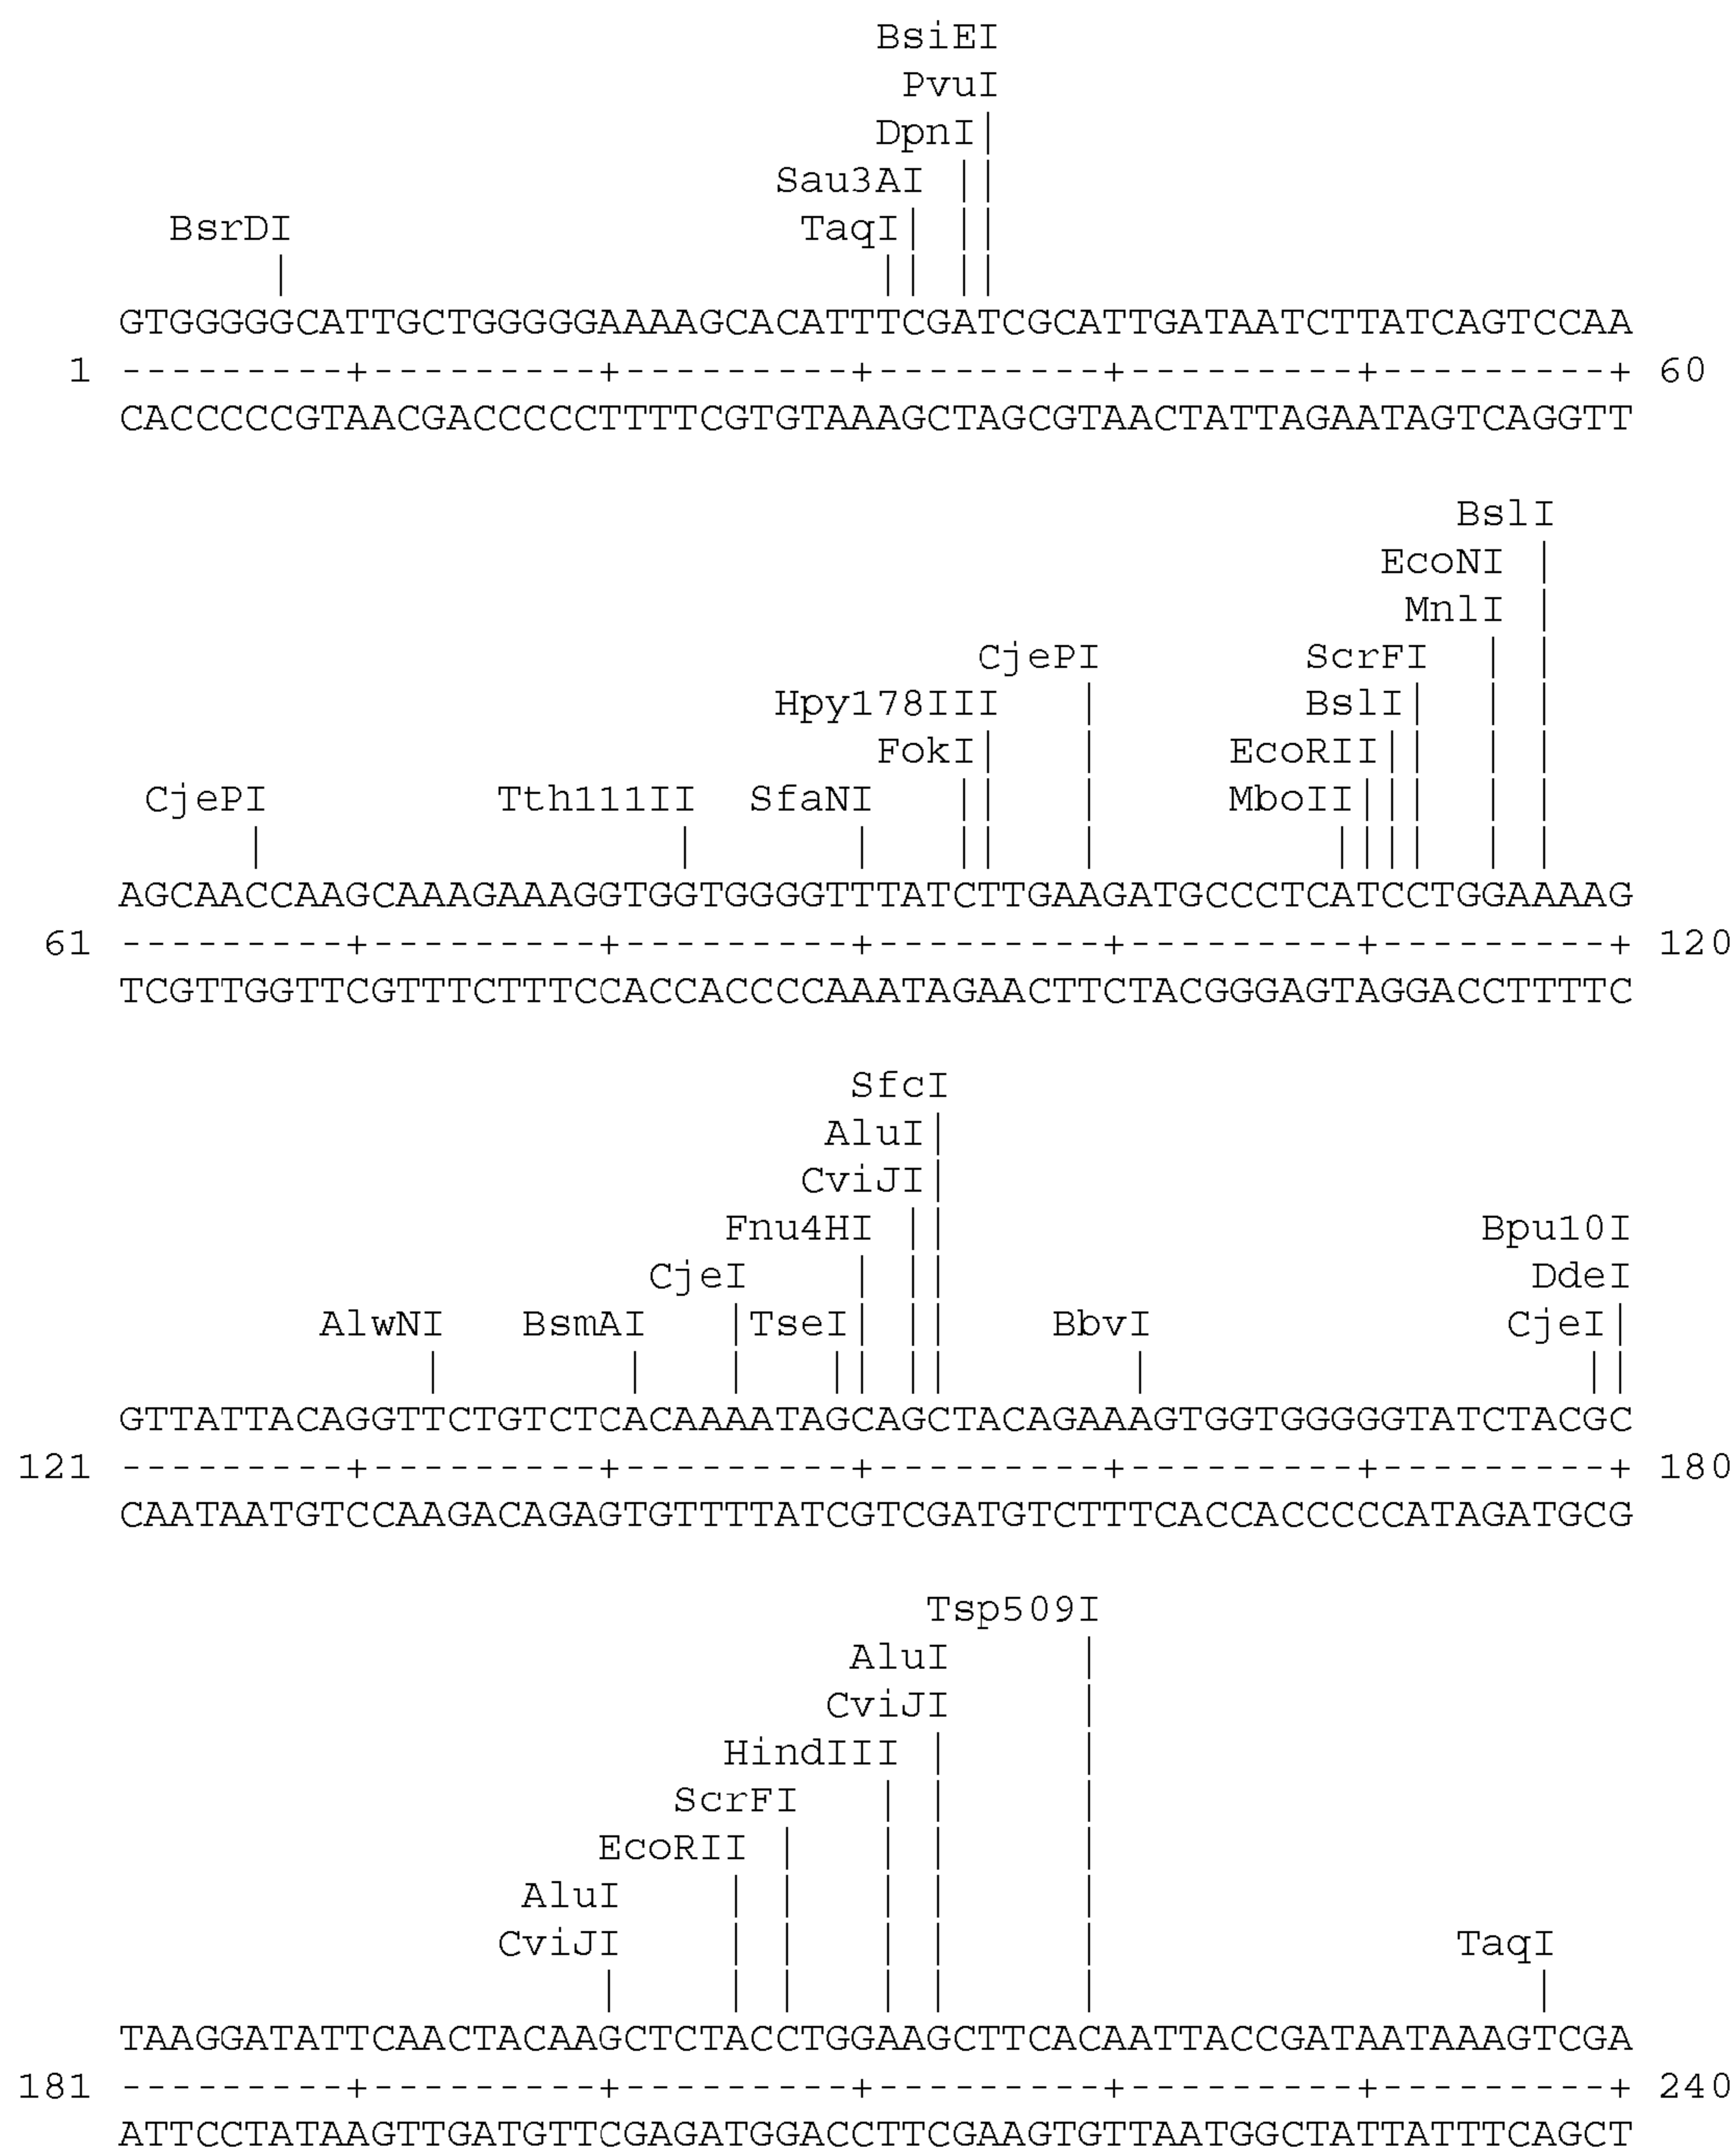 BsiEI
PvuI
DpnI|
Sau3AI ||
BsrDI TaqI| ||
| || ||
GTGGGGGCATTGCTGGGGGAAAAGCACATTTCGATCGCATTGATAATCTTATCAGTCCAA
1 ---------+---------+---------+---------+---------+---------+ 60
CACCCCCGTAACGACCCCCTTTTCGTGTAAAGCTAGCGTAACTATTAGAATAGTCAGGTT
BslI
EcoNI |
MnlI |
CjePI ScrFI | |
Hpy178III | BslI| | |
FokI| | EcoRII|| | |
CjePI Tth111II SfaNI || | MboII||| | |
| | | || | |||| | |
AGCAACCAAGCAAAGAAAGGTGGTGGGGTTTATCTTGAAGATGCCCTCATCCTGGAAAAG
61 ---------+---------+---------+---------+---------+---------+ 120
TCGTTGGTTCGTTTCTTTCCACCACCCCAAATAGAACTTCTACGGGAGTAGGACCTTTTC
SfcI
AluI|
CviJI|
Fnu4HI || Bpu10I
CjeI | || DdeI
AlwNI BsmAI |TseI| || BbvI CjeI|
| | | || || | ||
GTTATTACAGGTTCTGTCTCACAAAATAGCAGCTACAGAAAGTGGTGGGGGTATCTACGC
121 ---------+---------+---------+---------+---------+---------+ 180
CAATAATGTCCAAGACAGAGTGTTTTATCGTCGATGTCTTTCACCACCCCCATAGATGCG
Tsp509I
AluI |
CviJI |
HindIII | |
ScrFI | | |
EcoRII | | | |
AluI | | | | |
CviJI | | | | | TaqI
| | | | | | |
TAAGGATATTCAACTACAAGCTCTACCTGGAAGCTTCACAATTACCGATAATAAAGTCGA
181 ---------+---------+---------+---------+---------+---------+ 240
ATTCCTATAAGTTGATGTTCGAGATGGACCTTCGAAGTGTTAATGGCTATTATTTCAGCT